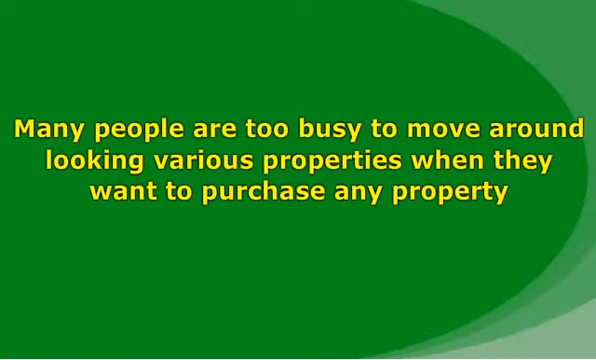 Many people are too busy to move around
looking various properties when they
want to purchase any property